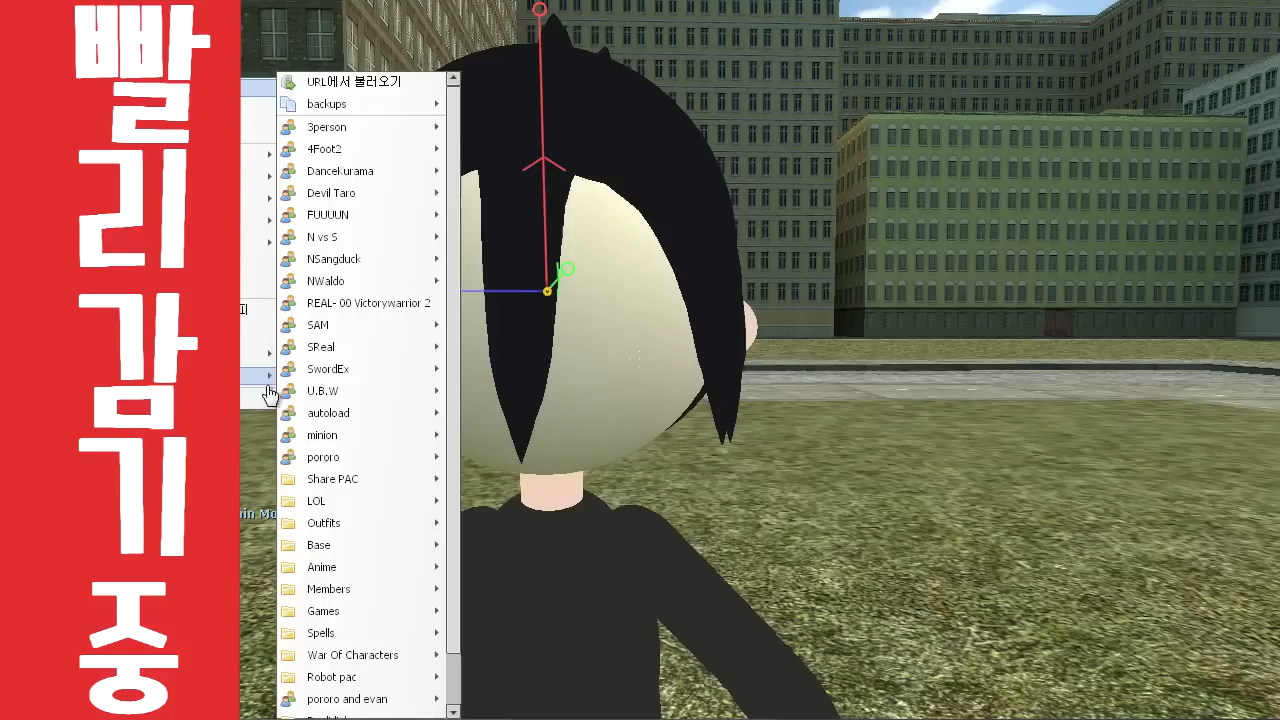 빨리감기 중
URL에서 불러오기
backups
3person
4Foot2
DanceKurama
Devil Taro
FUUUUN
N vs S
NSangduck
NWaldo
REAL- 00 Victorywarrior 2
SAM
SReal
SwordEx
U.B.W
autoload
minion
pororo
Share PAC
LOL
Outfits
Base
Anime
Members
Games
Spells
War Of Characters
Robot pac
pororo and evan